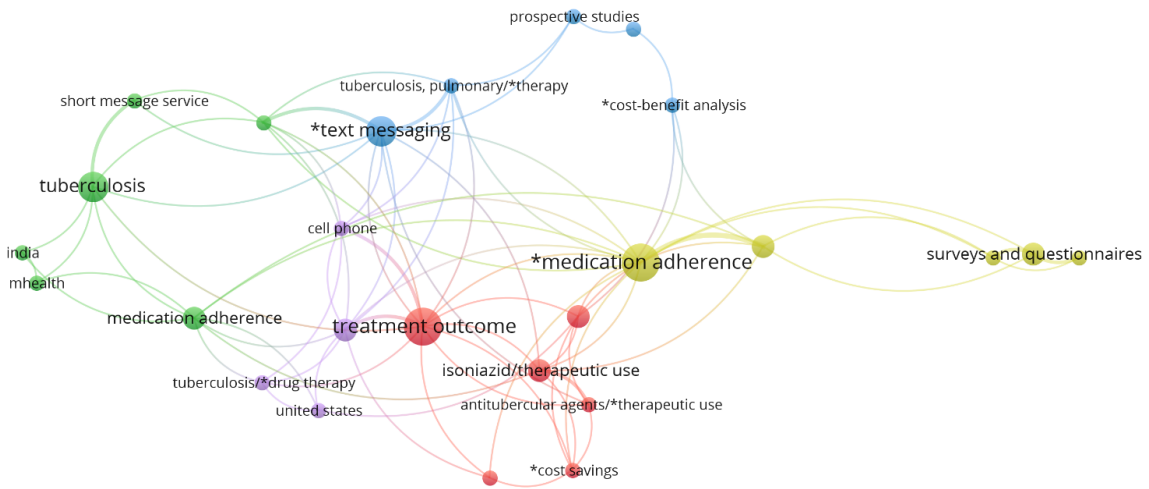 prospective studies
tuberculosis, pulmonary/*therapy
short message service
*cost-benefit analysis
*text messaging
tuberculosis
cell phone
india
surveys and questionnaires
*medication adherence
mhealth
medication adherence
treatment outcome
isoniazid/therapeutic use
tuberculosis/*drug therapy
antitubercular agents/*therapeutic use
united states
*cost savings